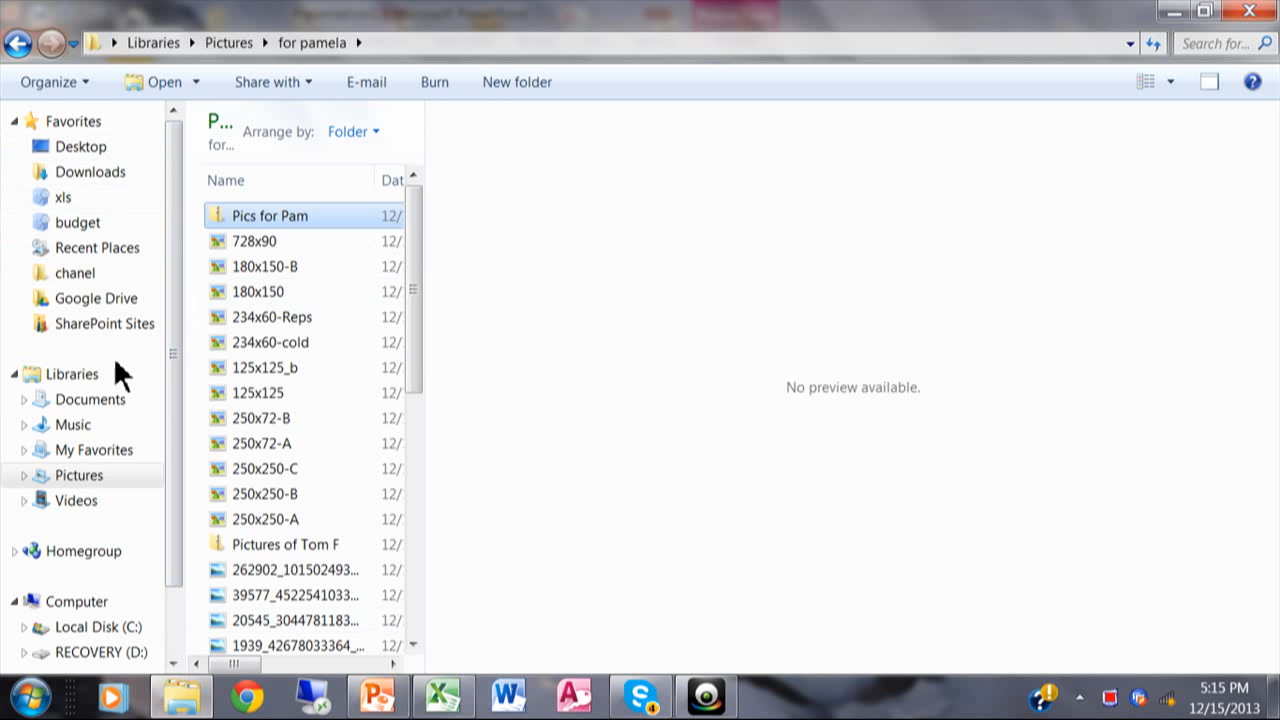 Libraries Pictures for pamela Search for...
Organize Open Share with E-mail Burn New folder
Favorites
Desktop
Downloads
xls
budget
Recent Places
chanel
Google Drive
SharePoint Sites
Libraries
Documents
Music
My Favorites
Pictures
Videos
Homegroup
Computer
Local Disk (C:)
RECOVERY (D:)
P...
for...
Arrange by: Folder
Name Dat
Pics for Pam 12/
728x90 12/
180x150-B 12/
180x150 12/
234x60-Reps 12/
234x60-cold 12/
125x125_b 12/
125x125 12/
250x72-B 12/
250x72-A 12/
250x250-C 12/
250x250-B 12/
250x250-A 12/
Pictures of Tom F 12/
262902_101502493... 12/
39577_4522541033... 12/
20545_3044781183... 12/
1939_42678033364_... 12/
No preview available.
4
5:15 PM
12/15/2013